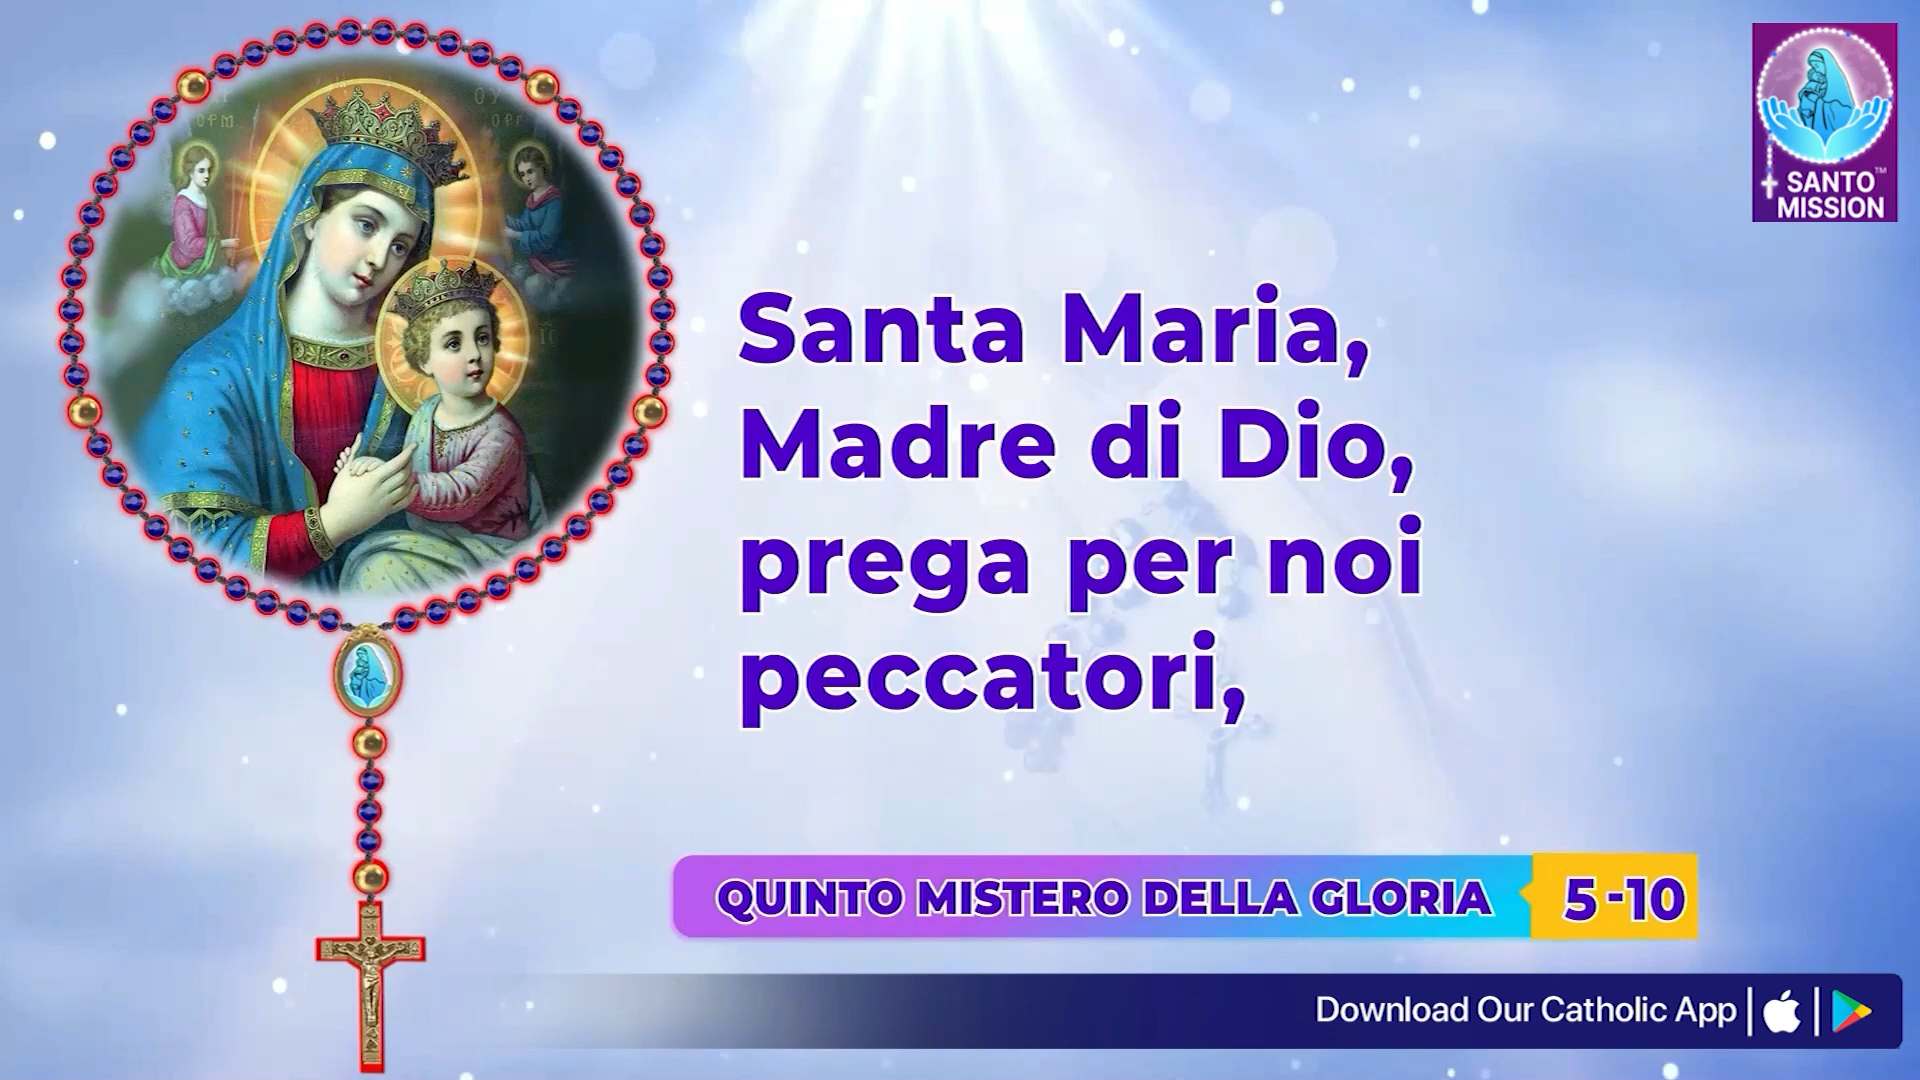 SANTO
MISSION
TM
Santa Maria,
Madre di Dio,
prega per noi
peccatori,
QUINTO MISTERO DELLA GLORIA
5-10
Download Our Catholic App